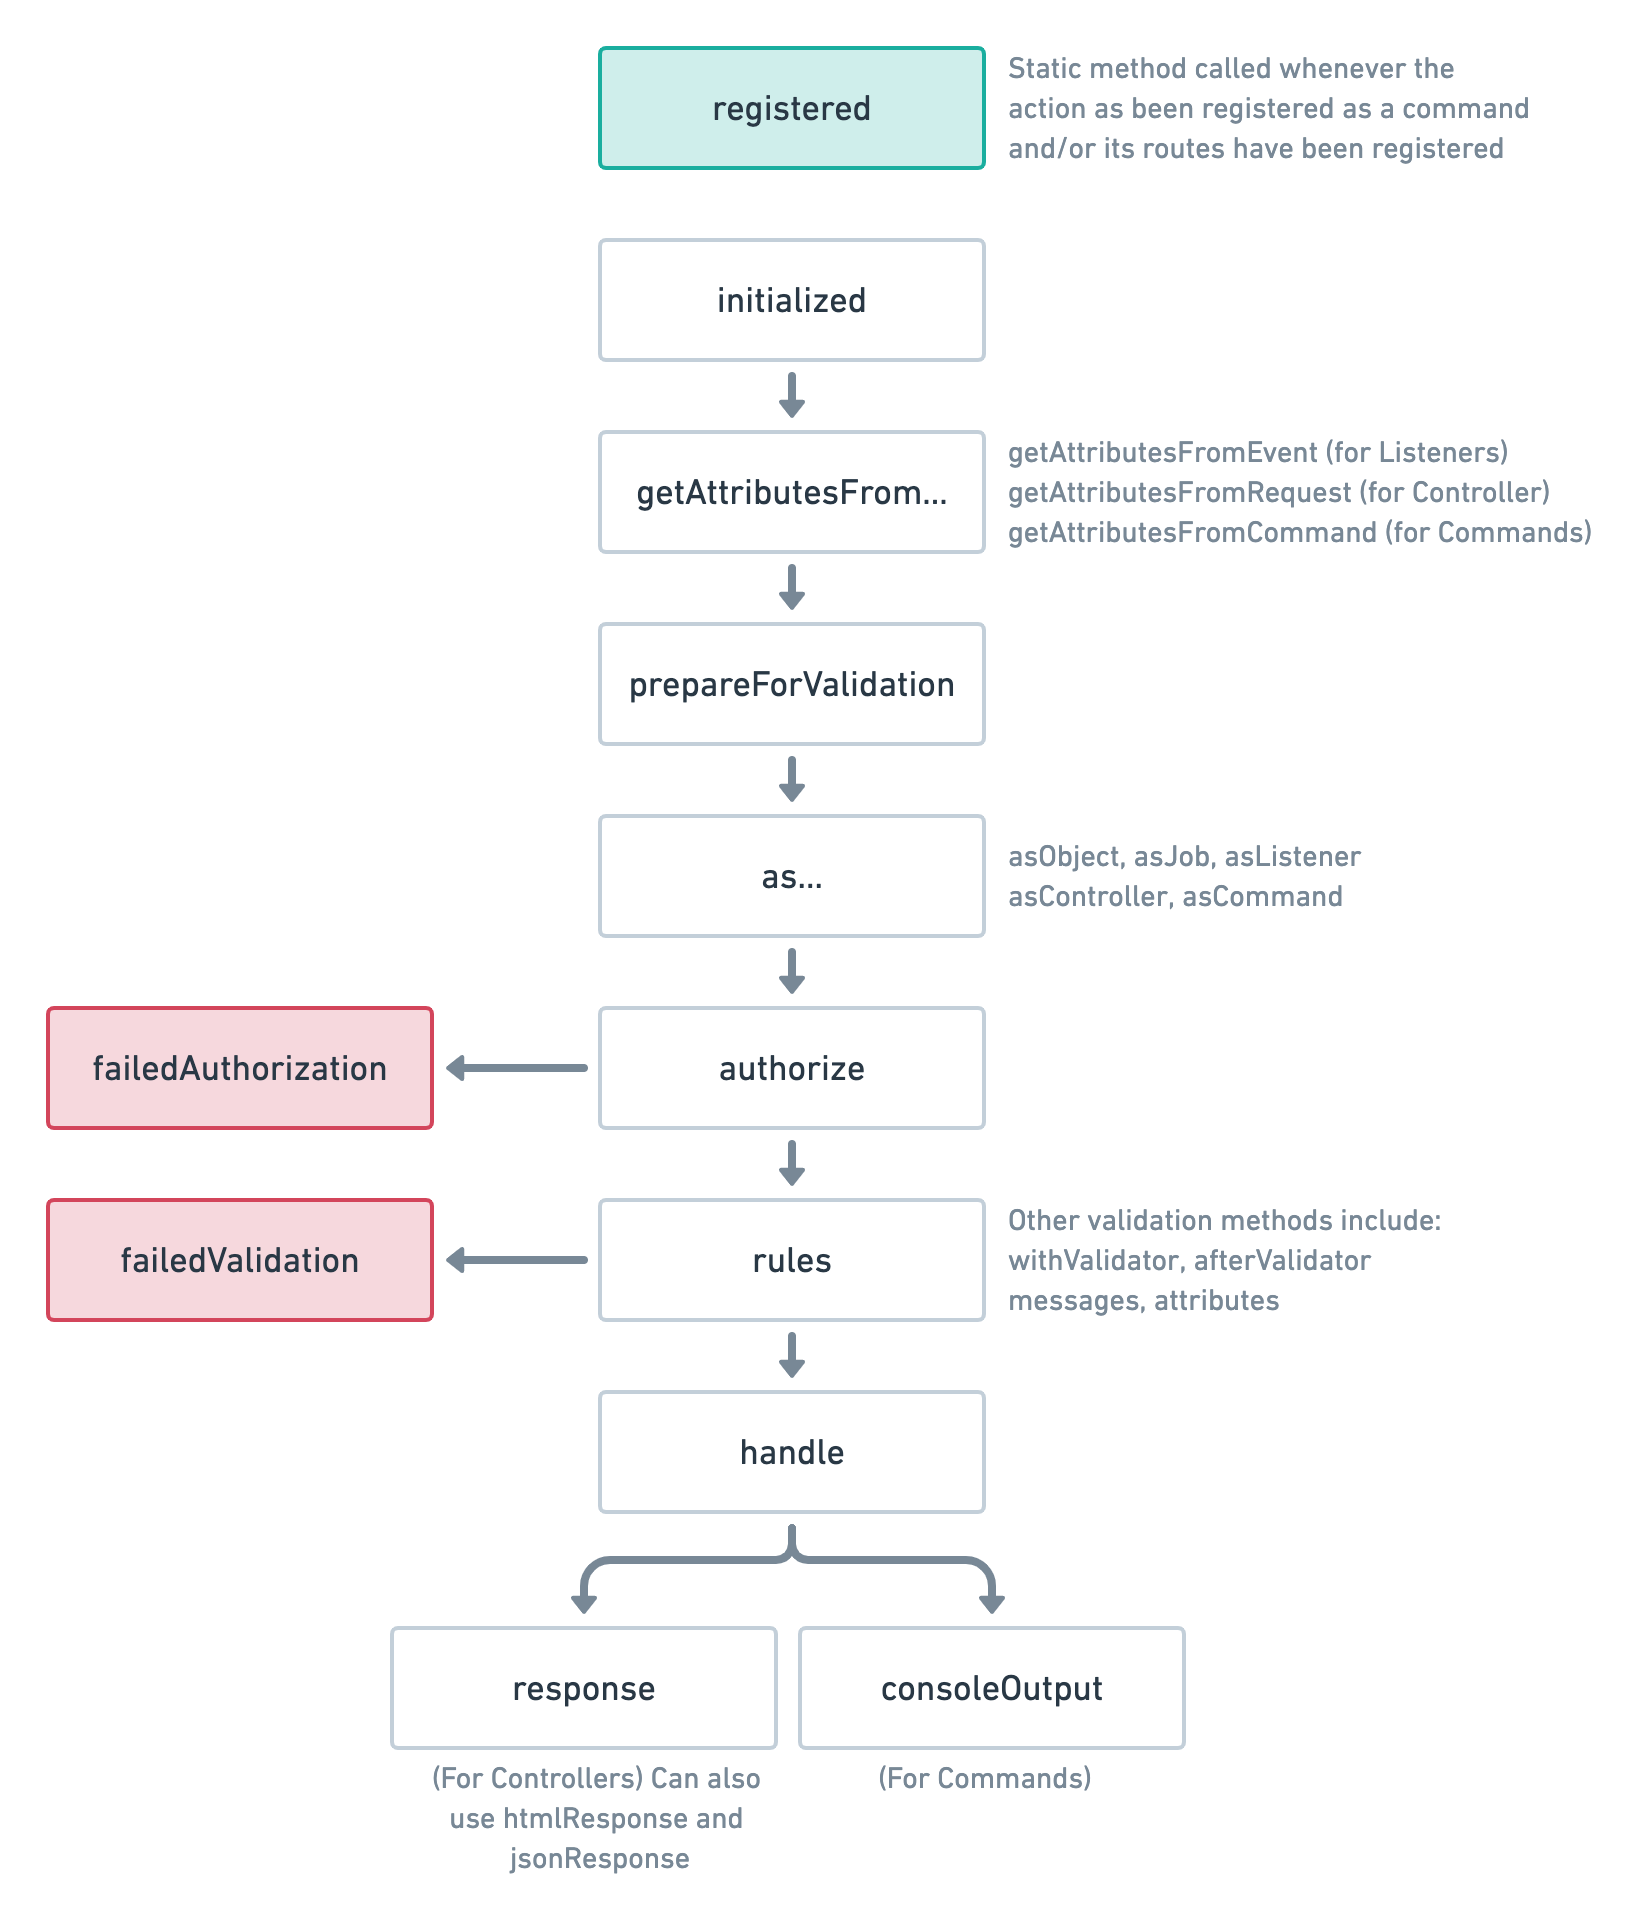 registered
Static method called whenever the
action as been registered as a command
and/or its routes have been registered
initialized
getAttributesFrom...
getAttributesFromEvent (for Listeners)
getAttributesFromRequest (for Controller)
getAttributesFromCommand (for Commands)
prepareForValidation
as...
asObject, asJob, asListener
asController, asCommand
failedAuthorization
authorize
failedValidation
rules
Other validation methods include:
withValidator, afterValidator
messages, attributes
handle
response
consoleOutput
(For Controllers) Can also
use htmlResponse and
jsonResponse
(For Commands)